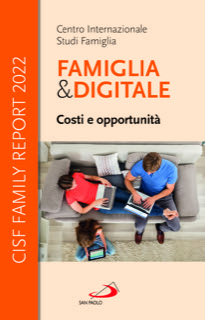 CISF FAMILY REPORT 2022
Centro Internazionale
Studi Famiglia
FAMIGLIA
&DIGITALE
Costi e opportunità
SAN PAOLO